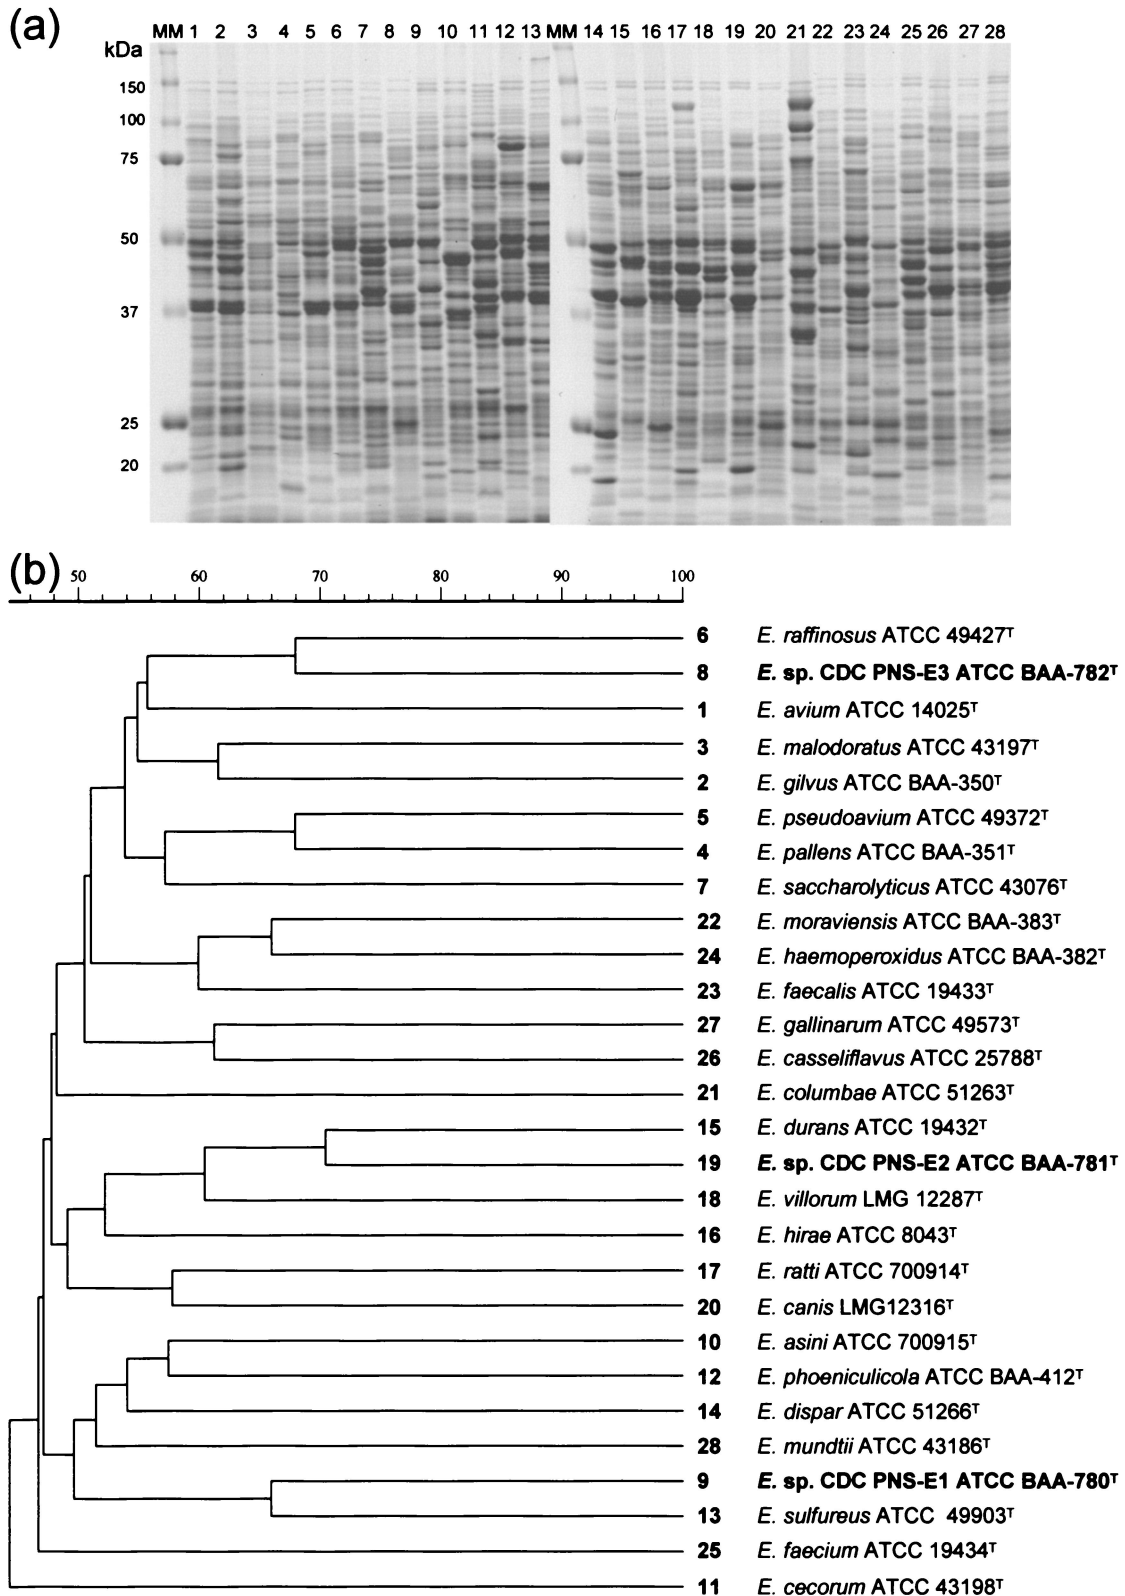 (a)
MM 1 2 3 4 5 6 7 8 9 10 11 12 13 MM 14 15 16 17 18 19 20 21 22 23 24 25 26 27 28
kDa
150
100
75
50
37
25
20
(b)
50 60 70 80 90 100
6 E. raffinosus ATCC 49427ᵀ
8 E. sp. CDC PNS-E3 ATCC BAA-782ᵀ
1 E. avium ATCC 14025ᵀ
3 E. malodoratus ATCC 43197ᵀ
2 E. gilvus ATCC BAA-350ᵀ
5 E. pseudoavium ATCC 49372ᵀ
4 E. pallens ATCC BAA-351ᵀ
7 E. saccharolyticus ATCC 43076ᵀ
22 E. moraviensis ATCC BAA-383ᵀ
24 E. haemoperoxidus ATCC BAA-382ᵀ
23 E. faecalis ATCC 19433ᵀ
27 E. gallinarum ATCC 49573ᵀ
26 E. casseliflavus ATCC 25788ᵀ
21 E. columbae ATCC 51263ᵀ
15 E. durans ATCC 19432ᵀ
19 E. sp. CDC PNS-E2 ATCC BAA-781ᵀ
18 E. villorum LMG 12287ᵀ
16 E. hirae ATCC 8043ᵀ
17 E. ratti ATCC 700914ᵀ
20 E. canis LMG12316ᵀ
10 E. asini ATCC 700915ᵀ
12 E. phoeniculicola ATCC BAA-412ᵀ
14 E. dispar ATCC 51266ᵀ
28 E. mundtii ATCC 43186ᵀ
9 E. sp. CDC PNS-E1 ATCC BAA-780ᵀ
13 E. sulfureus ATCC 49903ᵀ
25 E. faecium ATCC 19434ᵀ
11 E. cecorum ATCC 43198ᵀ